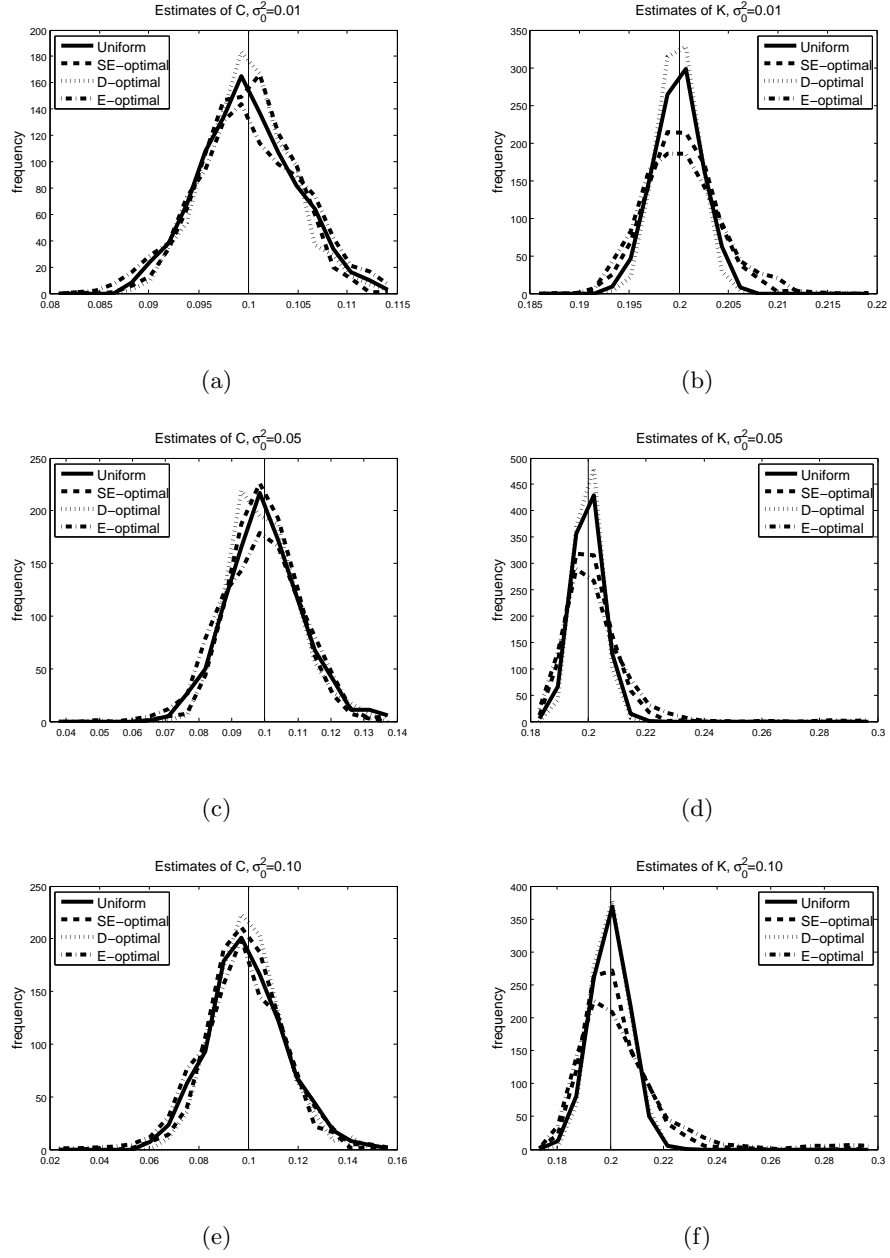 Estimates of C, σ₀²=0.01
200
180
160
140
120
100
80
60
40
20
0
frequency
Uniform
SE−optimal
D−optimal
E−optimal
0.08 0.085 0.09 0.095 0.1 0.105 0.11 0.115
(a)
Estimates of K, σ₀²=0.01
350
300
250
200
150
100
50
0
frequency
Uniform
SE−optimal
D−optimal
E−optimal
0.185 0.19 0.195 0.2 0.205 0.21 0.215 0.22
(b)
Estimates of C, σ₀²=0.05
250
200
150
100
50
0
frequency
Uniform
SE−optimal
D−optimal
E−optimal
0.04 0.05 0.06 0.07 0.08 0.09 0.1 0.11 0.12 0.13 0.14
(c)
Estimates of K, σ₀²=0.05
500
450
400
350
300
250
200
150
100
50
0
frequency
Uniform
SE−optimal
D−optimal
E−optimal
0.18 0.2 0.22 0.24 0.26 0.28 0.3
(d)
Estimates of C, σ₀²=0.10
250
200
150
100
50
0
frequency
Uniform
SE−optimal
D−optimal
E−optimal
0.02 0.04 0.06 0.08 0.1 0.12 0.14 0.16
(e)
Estimates of K, σ₀²=0.10
400
350
300
250
200
150
100
50
0
frequency
Uniform
SE−optimal
D−optimal
E−optimal
0.18 0.2 0.22 0.24 0.26 0.28 0.3
(f)